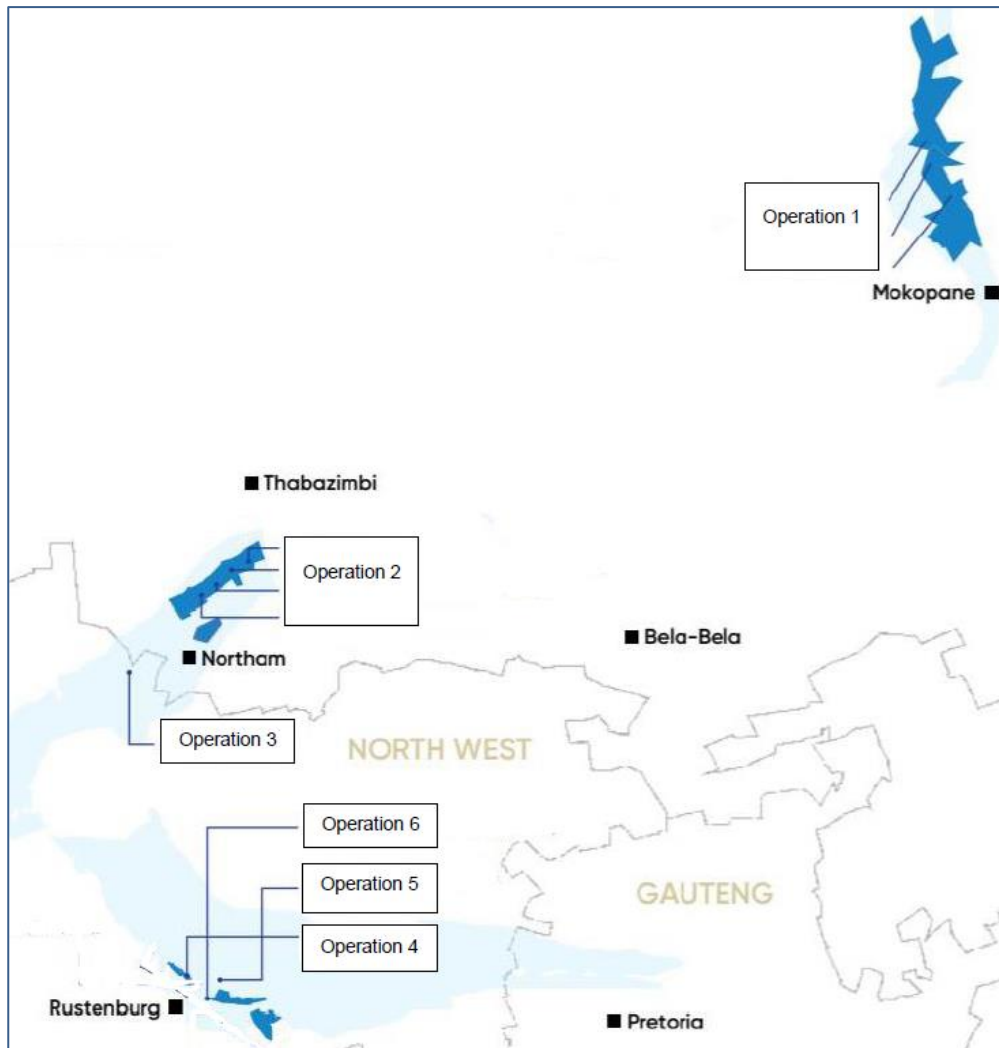 Operation 1
Mokopane
Thabazimbi
Operation 2
Bela-Bela
Northam
Operation 3
NORTH WEST
Operation 6
Operation 5
GAUTENG
Operation 4
Rustenburg
Pretoria